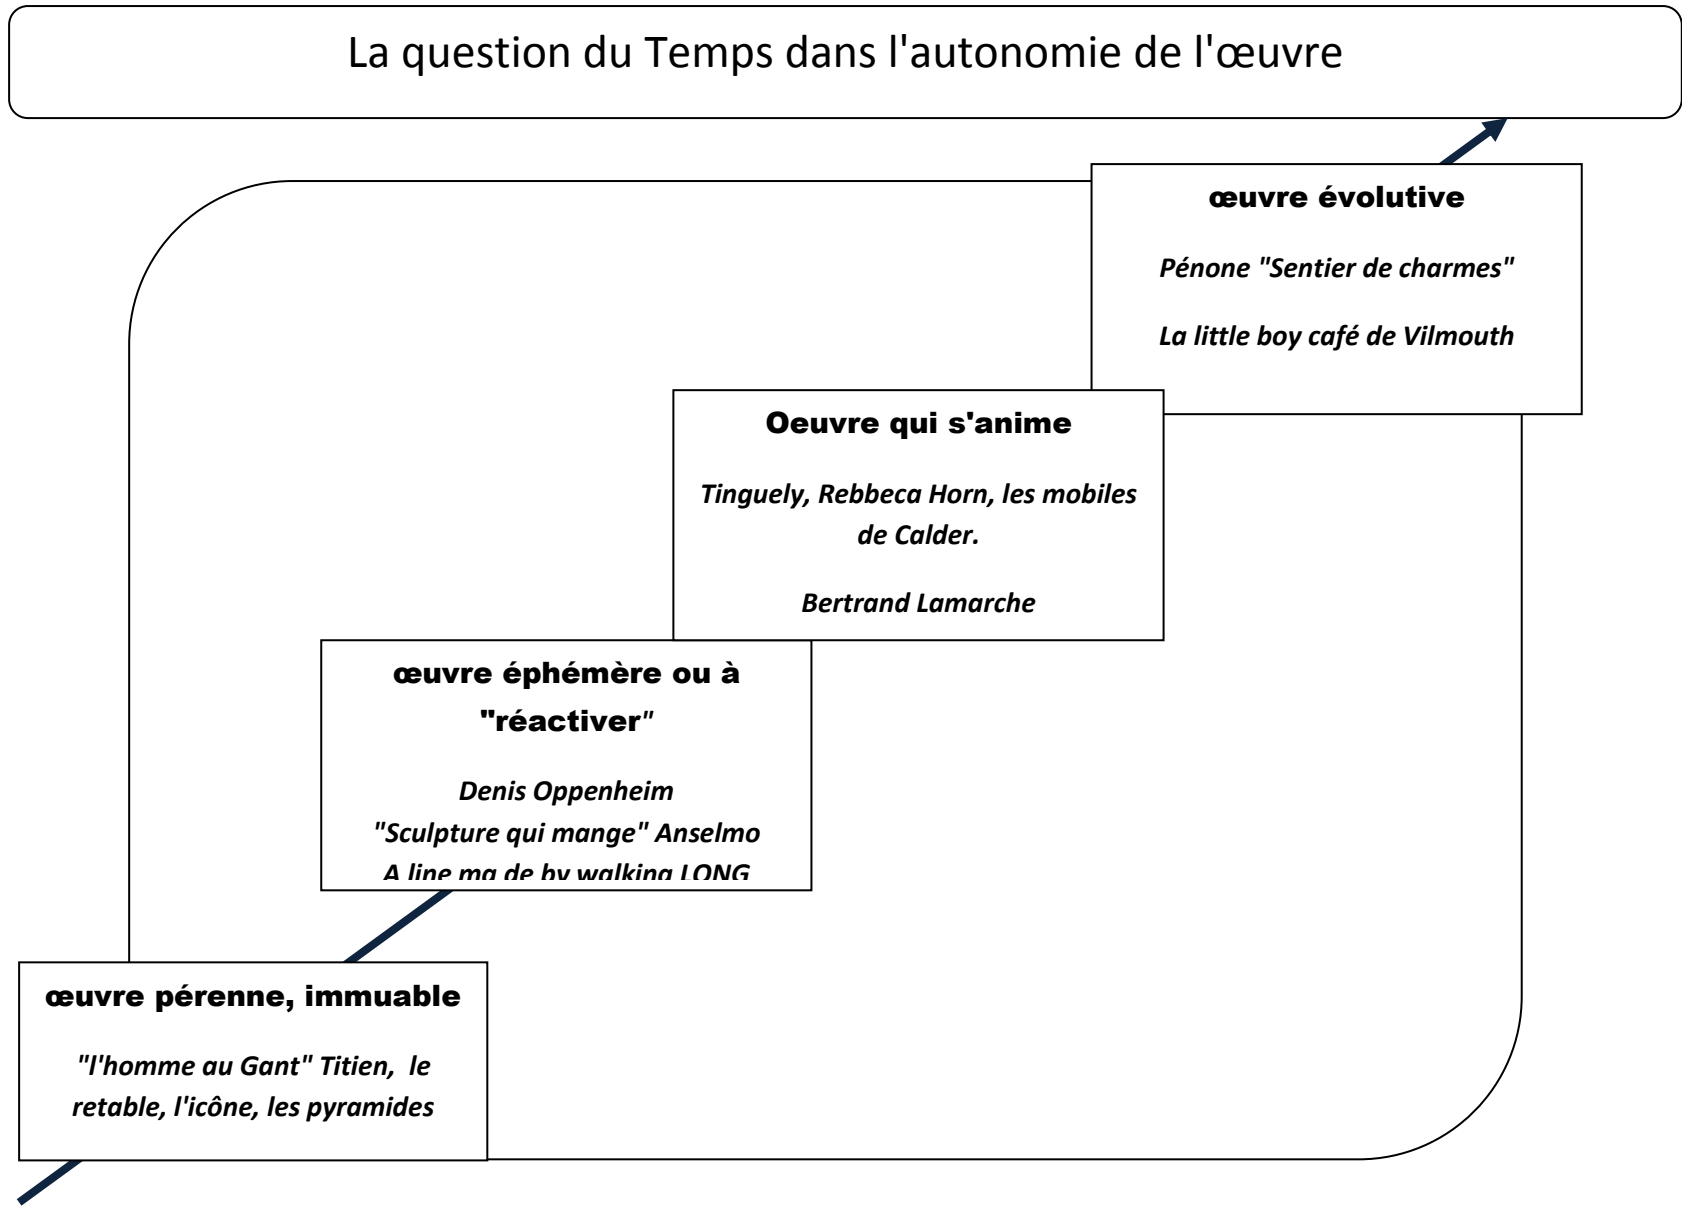 La question du Temps dans l'autonomie de l'œuvre
œuvre évolutive
Pénone "Sentier de charmes"
La little boy café de Vilmouth
Oeuvre qui s'anime
Tinguely, Rebbeca Horn, les mobiles
de Calder.
Bertrand Lamarche
œuvre éphémère ou à
"réactiver"
Denis Oppenheim
"Sculpture qui mange" Anselmo
A line ma de by walking LONG
œuvre pérenne, immuable
"l'homme au Gant" Titien,  le
retable, l'icône, les pyramides